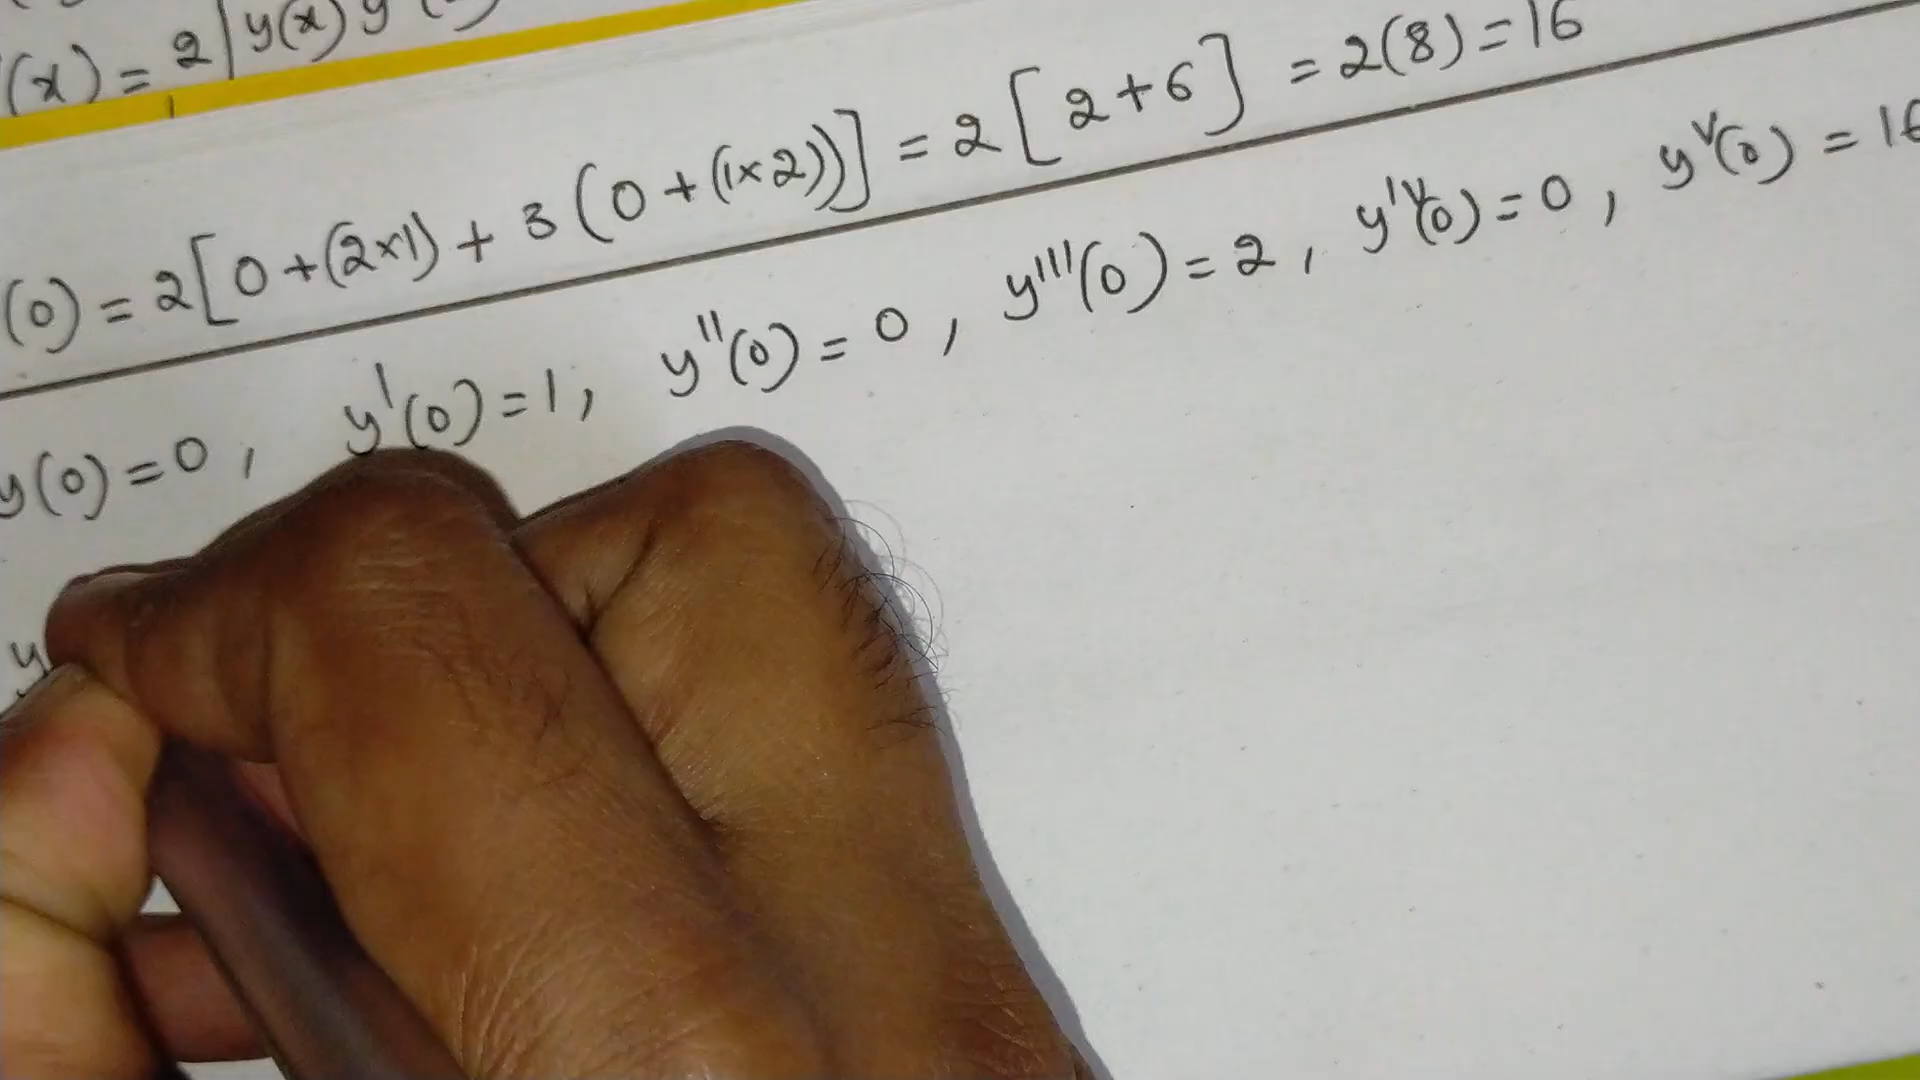 (x) = 2[y(x) y
(0) = 2[0+(2×1) + 3(0+(1×2))] = 2[2+6] = 2(8) = 16
y(0) = 0, y'(0) = 1, y''(0) = 0, y'''(0) = 2, y'ⱽ(0) = 0, yⱽ(0) = 16
y